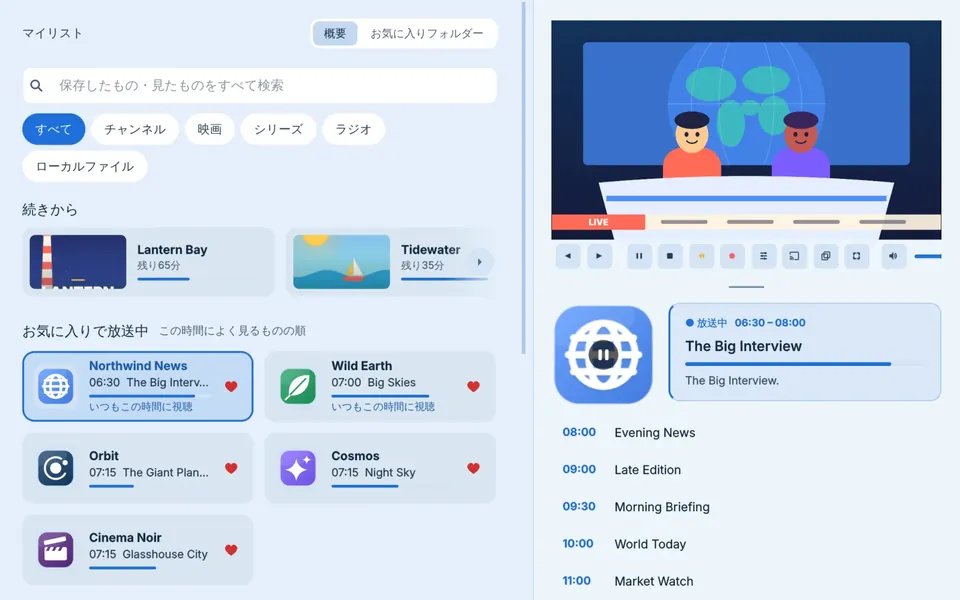 マイリスト
概要
お気に入りフォルダー
保存したもの・見たものをすべて検索
すべて
チャンネル
映画
シリーズ
ラジオ
ローカルファイル
続きから
Lantern Bay
残り65分
Tidewater
残り35分
お気に入りで放送中
この時間によく見るものの順
Northwind News
06:30 The Big Interv...
いつもこの時間に視聴
Wild Earth
07:00 Big Skies
いつもこの時間に視聴
Orbit
07:15 The Giant Plan...
Cosmos
07:15 Night Sky
Cinema Noir
07:15 Glasshouse City
LIVE
放送中 06:30 – 08:00
The Big Interview
The Big Interview.
08:00 Evening News
09:00 Late Edition
09:30 Morning Briefing
10:00 World Today
11:00 Market Watch